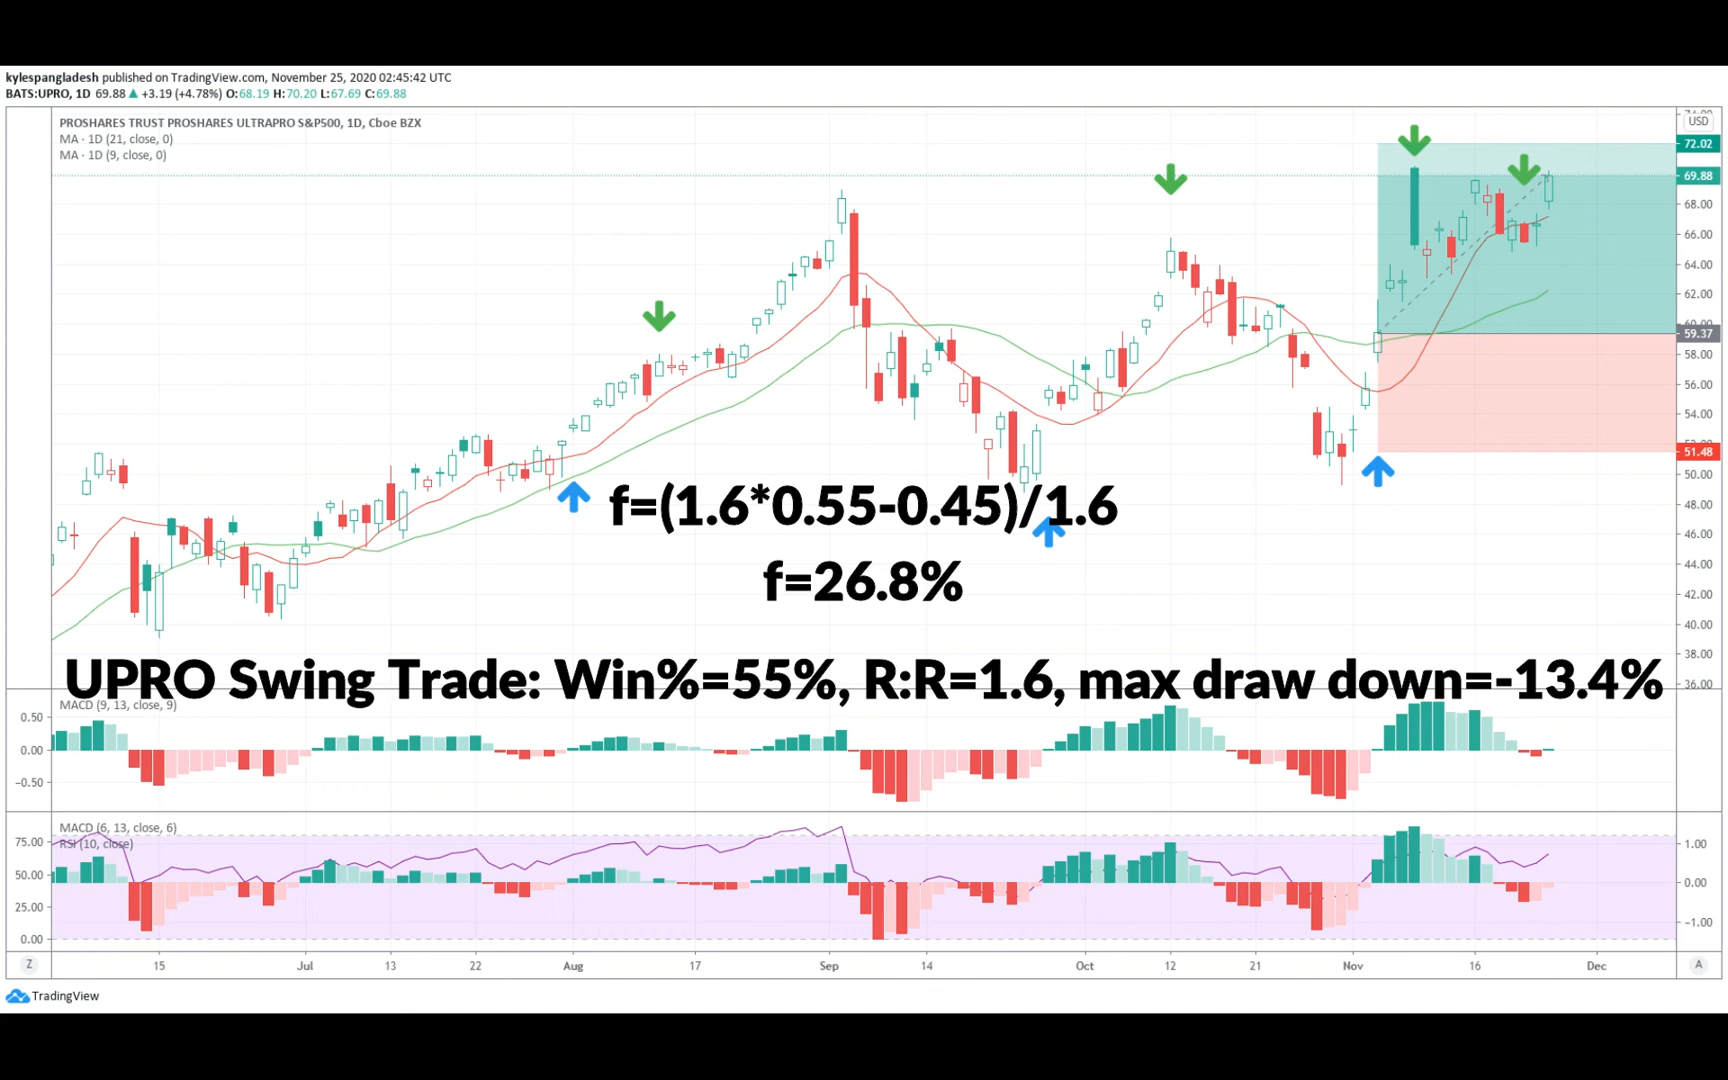 kylespangladesh published on TradingView.com, November 25, 2020 02:45:42 UTC
BATS:UPRO, 1D 69.88 ▲ +3.19 (+4.78%) O:68.19 H:70.20 L:67.69 C:69.88
PROSHARES TRUST PROSHARES ULTRAPRO S&P500, 1D, Cboe BZX
MA · 1D (21, close, 0)
MA · 1D (9, close, 0)
74.00
USD
72.02
69.88
68.00
66.00
64.00
62.00
60.00
59.37
58.00
56.00
54.00
52.00
51.48
50.00
48.00
46.00
44.00
42.00
40.00
38.00
36.00
f=(1.6*0.55-0.45)/1.6
f=26.8%
UPRO Swing Trade: Win%=55%, R:R=1.6, max draw down=-13.4%
MACD (9, 13, close, 9)
0.50
0.00
−0.50
MACD (6, 13, close, 6)
RSI (10, close)
75.00
50.00
25.00
0.00
1.00
0.00
−1.00
Z 15 Jul 13 22 Aug 17 Sep 14 Oct 12 21 Nov 16 Dec A
TradingView